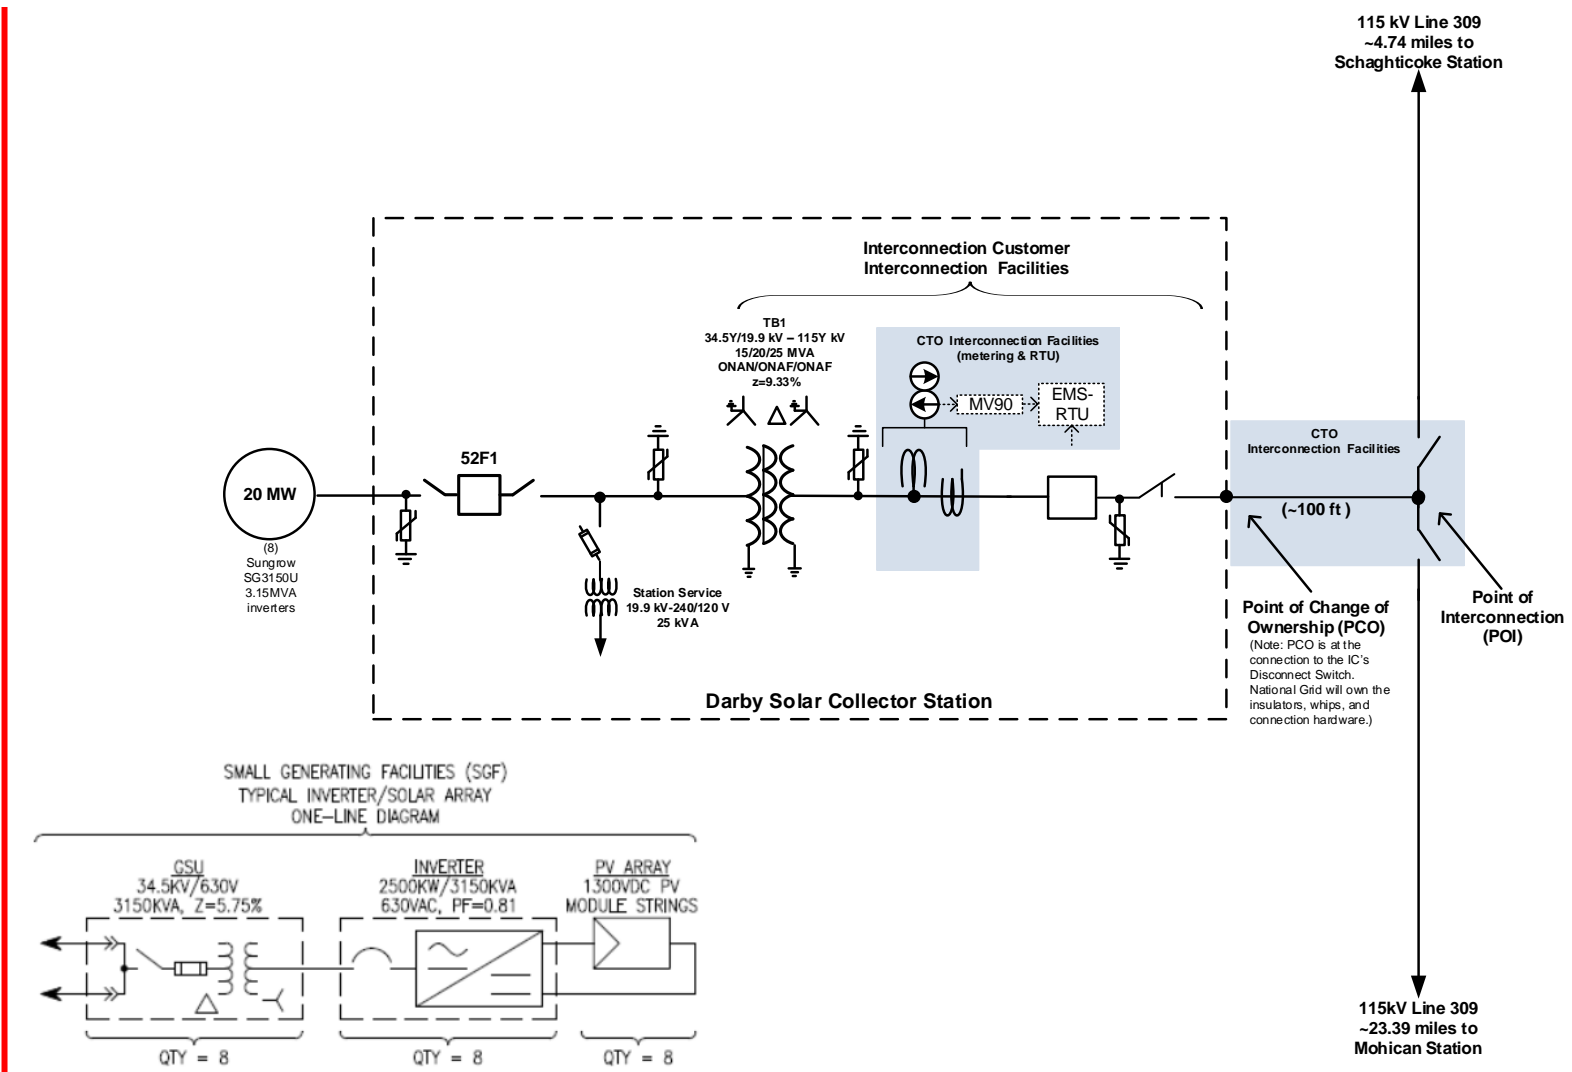 115 kV Line 309
~4.74 miles to
Schaghticoke Station
Interconnection Customer
Interconnection Facilities
TB1
34.5Y/19.9 kV – 115Y kV
15/20/25 MVA
ONAN/ONAF/ONAF
z=9.33%
CTO Interconnection Facilities
(metering & RTU)
MV90
EMS-
RTU
CTO
Interconnection Facilities
52F1
20 MW
(~100 ft )
(8)
Sungrow
SG3150U
3.15MVA
inverters
Station Service
19.9 kV-240/120 V
25 kVA
Point of Change of
Ownership (PCO)
(Note: PCO is at the
connection to the IC's
Disconnect Switch.
National Grid will own the
insulators, whips, and
connection hardware.)
Point of
Interconnection
(POI)
Darby Solar Collector Station
SMALL GENERATING FACILITIES (SGF)
TYPICAL INVERTER/SOLAR ARRAY
ONE-LINE DIAGRAM
GSU
34.5KV/630V
3150KVA, Z=5.75%
INVERTER
2500KW/3150KVA
630VAC, PF=0.81
PV ARRAY
1300VDC PV
MODULE STRINGS
QTY = 8
QTY = 8
QTY = 8
115kV Line 309
~23.39 miles to
Mohican Station